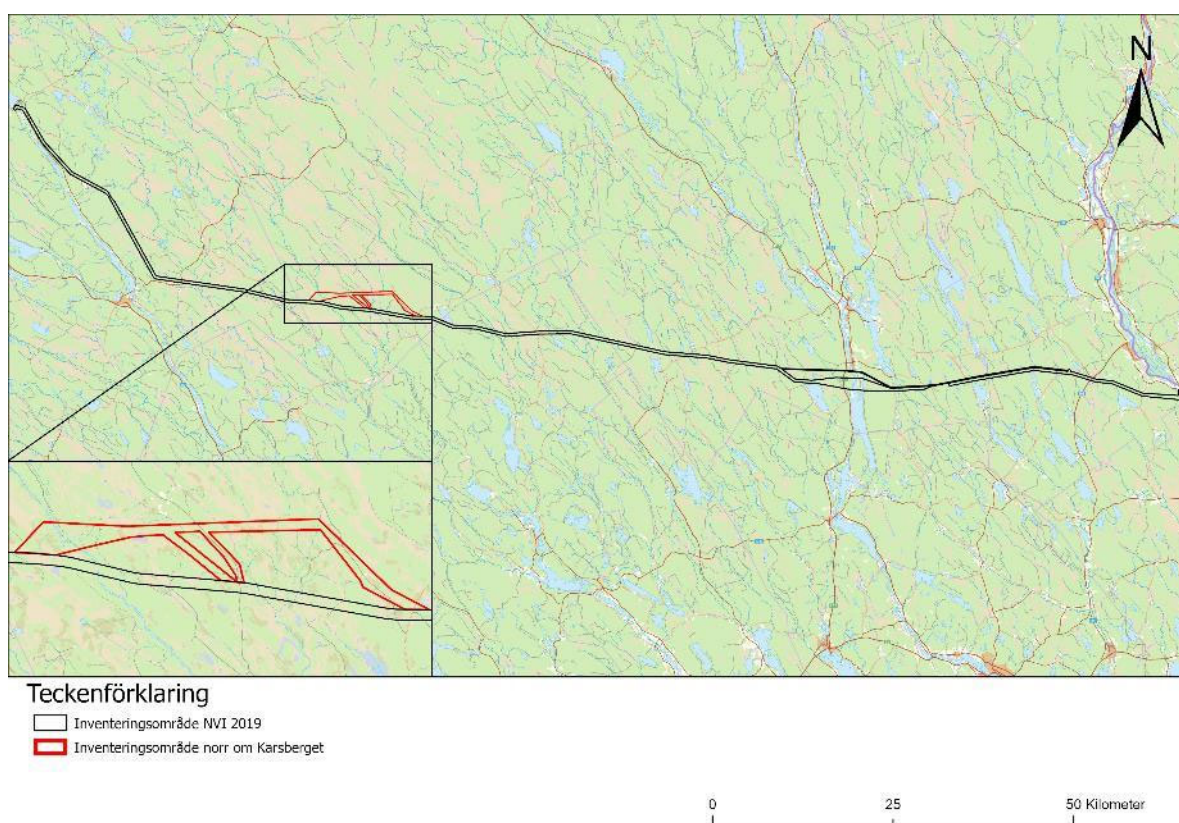 N
Teckenförklaring
Inventeringsområde NVI 2019
Inventeringsområde norr om Karsberget
0 25 50 Kilometer